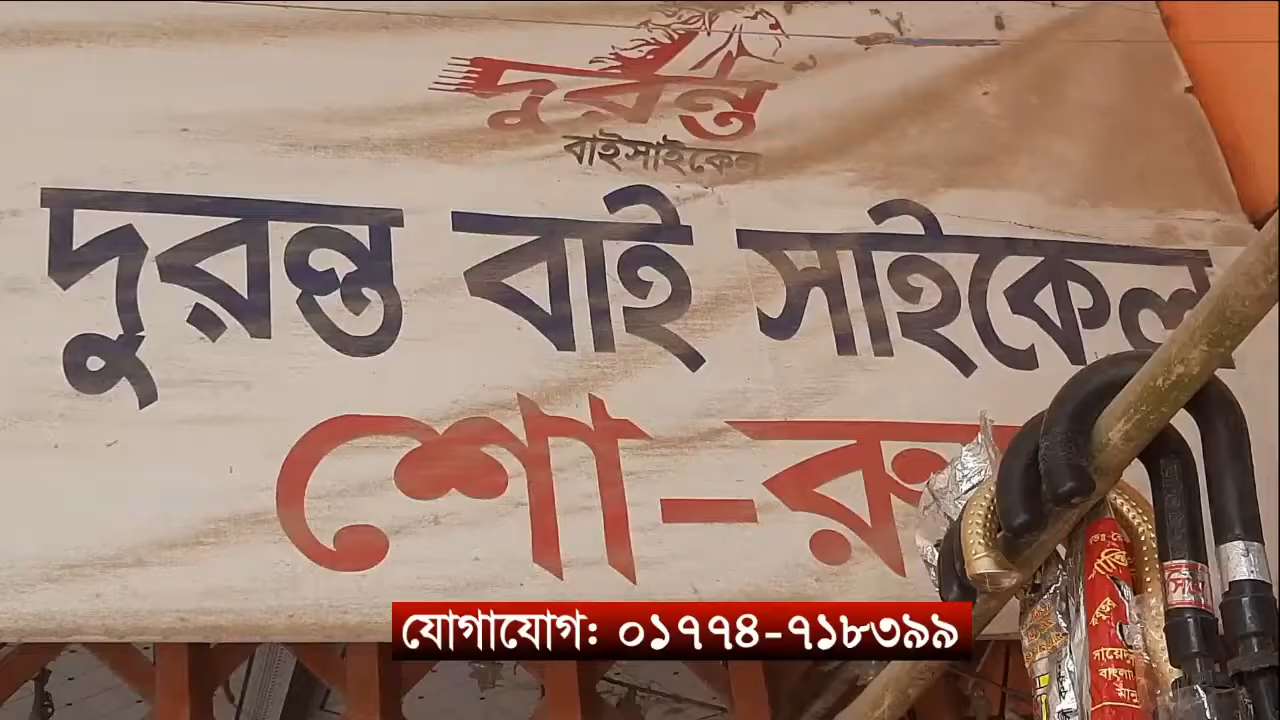 দুরন্ত
বাইসাইকেল
দুরন্ত বাই সাইকেল
শো-রু
যোগাযোগ: ০১৭৭৪-৭১৮৩৯৯
বাংলা